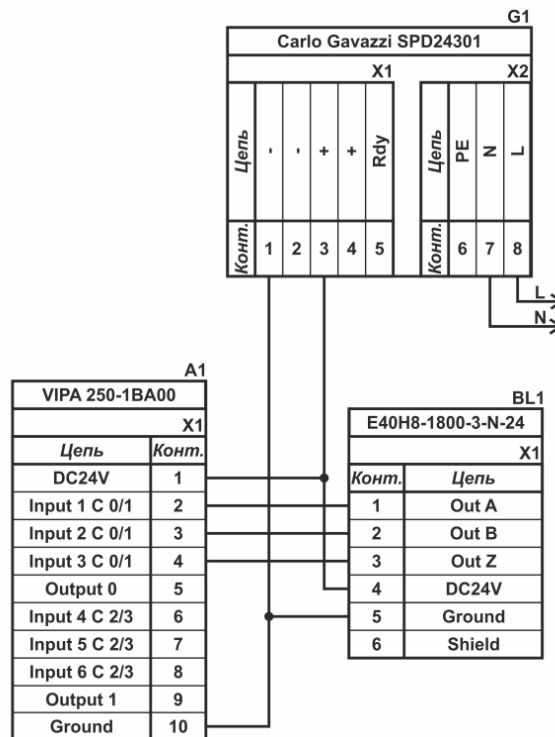 G1
Carlo Gavazzi SPD24301
X1 X2
Цепь - - + + Rdy Цепь PE N L
Конт. 1 2 3 4 5 Конт. 6 7 8
L
N
A1
VIPA 250-1BA00
X1
Цепь Конт.
DC24V 1
Input 1 C 0/1 2
Input 2 C 0/1 3
Input 3 C 0/1 4
Output 0 5
Input 4 C 2/3 6
Input 5 C 2/3 7
Input 6 C 2/3 8
Output 1 9
Ground 10
BL1
E40H8-1800-3-N-24
X1
Конт. Цепь
1 Out A
2 Out B
3 Out Z
4 DC24V
5 Ground
6 Shield